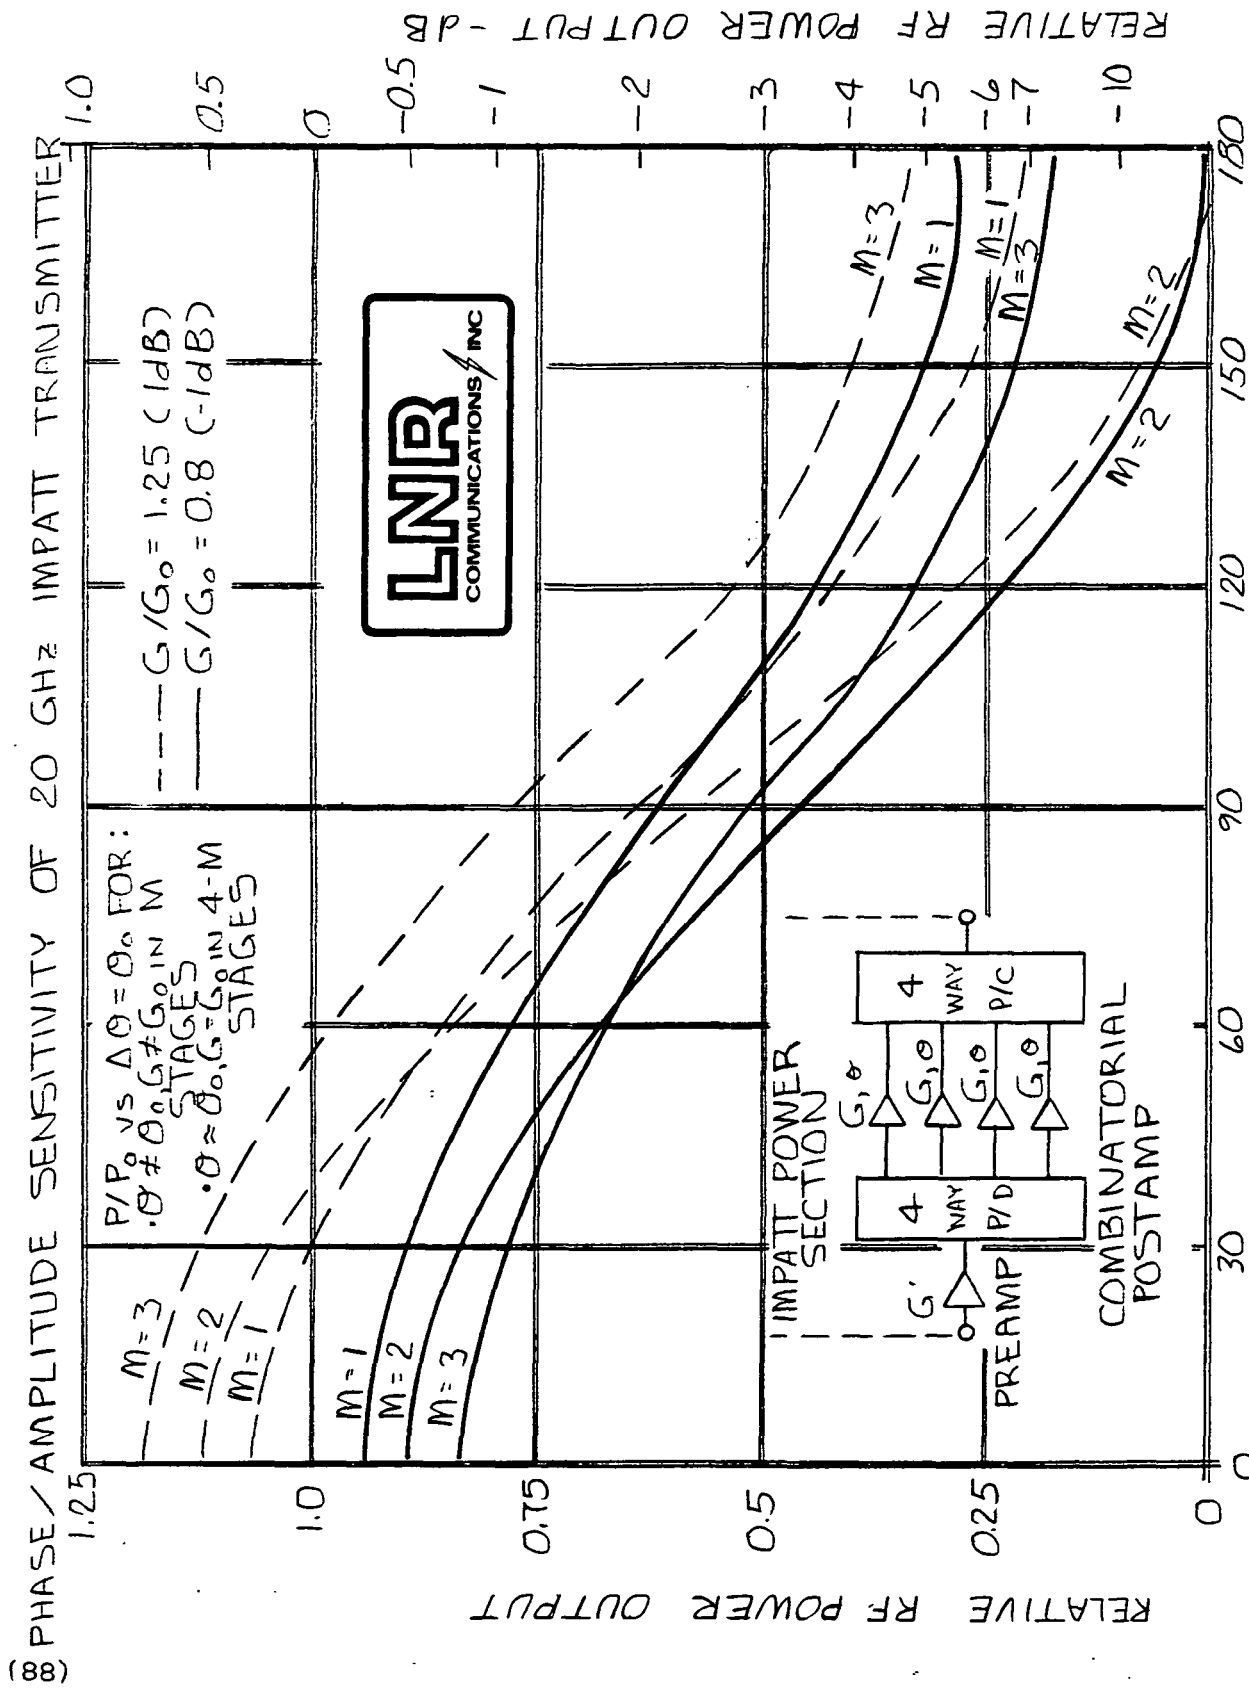 (88)
PHASE/AMPLITUDE SENSITIVITY OF 20 GHz IMPATT TRANSMITTER
P/P₀ vs Δθ=θ₀ FOR:
·θ≠θ₀,G≠G₀ IN M
STAGES
·θ≈θ₀,G=G₀ IN 4-M
STAGES
---- G/G₀ = 1.25 (1dB)
—— G/G₀ = 0.8 (-1dB)
LNR
COMMUNICATIONS INC
RELATIVE RF POWER OUTPUT
1.25
1.0
0.75
0.5
0.25
0
RELATIVE RF POWER OUTPUT -dB
1.0
0.5
0
-0.5
-1
-2
-3
-4
-5
-6
-7
-10
0
30
60
90
120
150
180
M=3
M=2
M=1
M=1
M=2
M=3
M=3
M=1
M=1
M=3
M=2
M=2
IMPATT POWER
SECTION
G'
PREAMP
4
WAY
P/D
G,θ
G,θ
G,θ
G,θ
4
WAY
P/C
COMBINATORIAL
POSTAMP